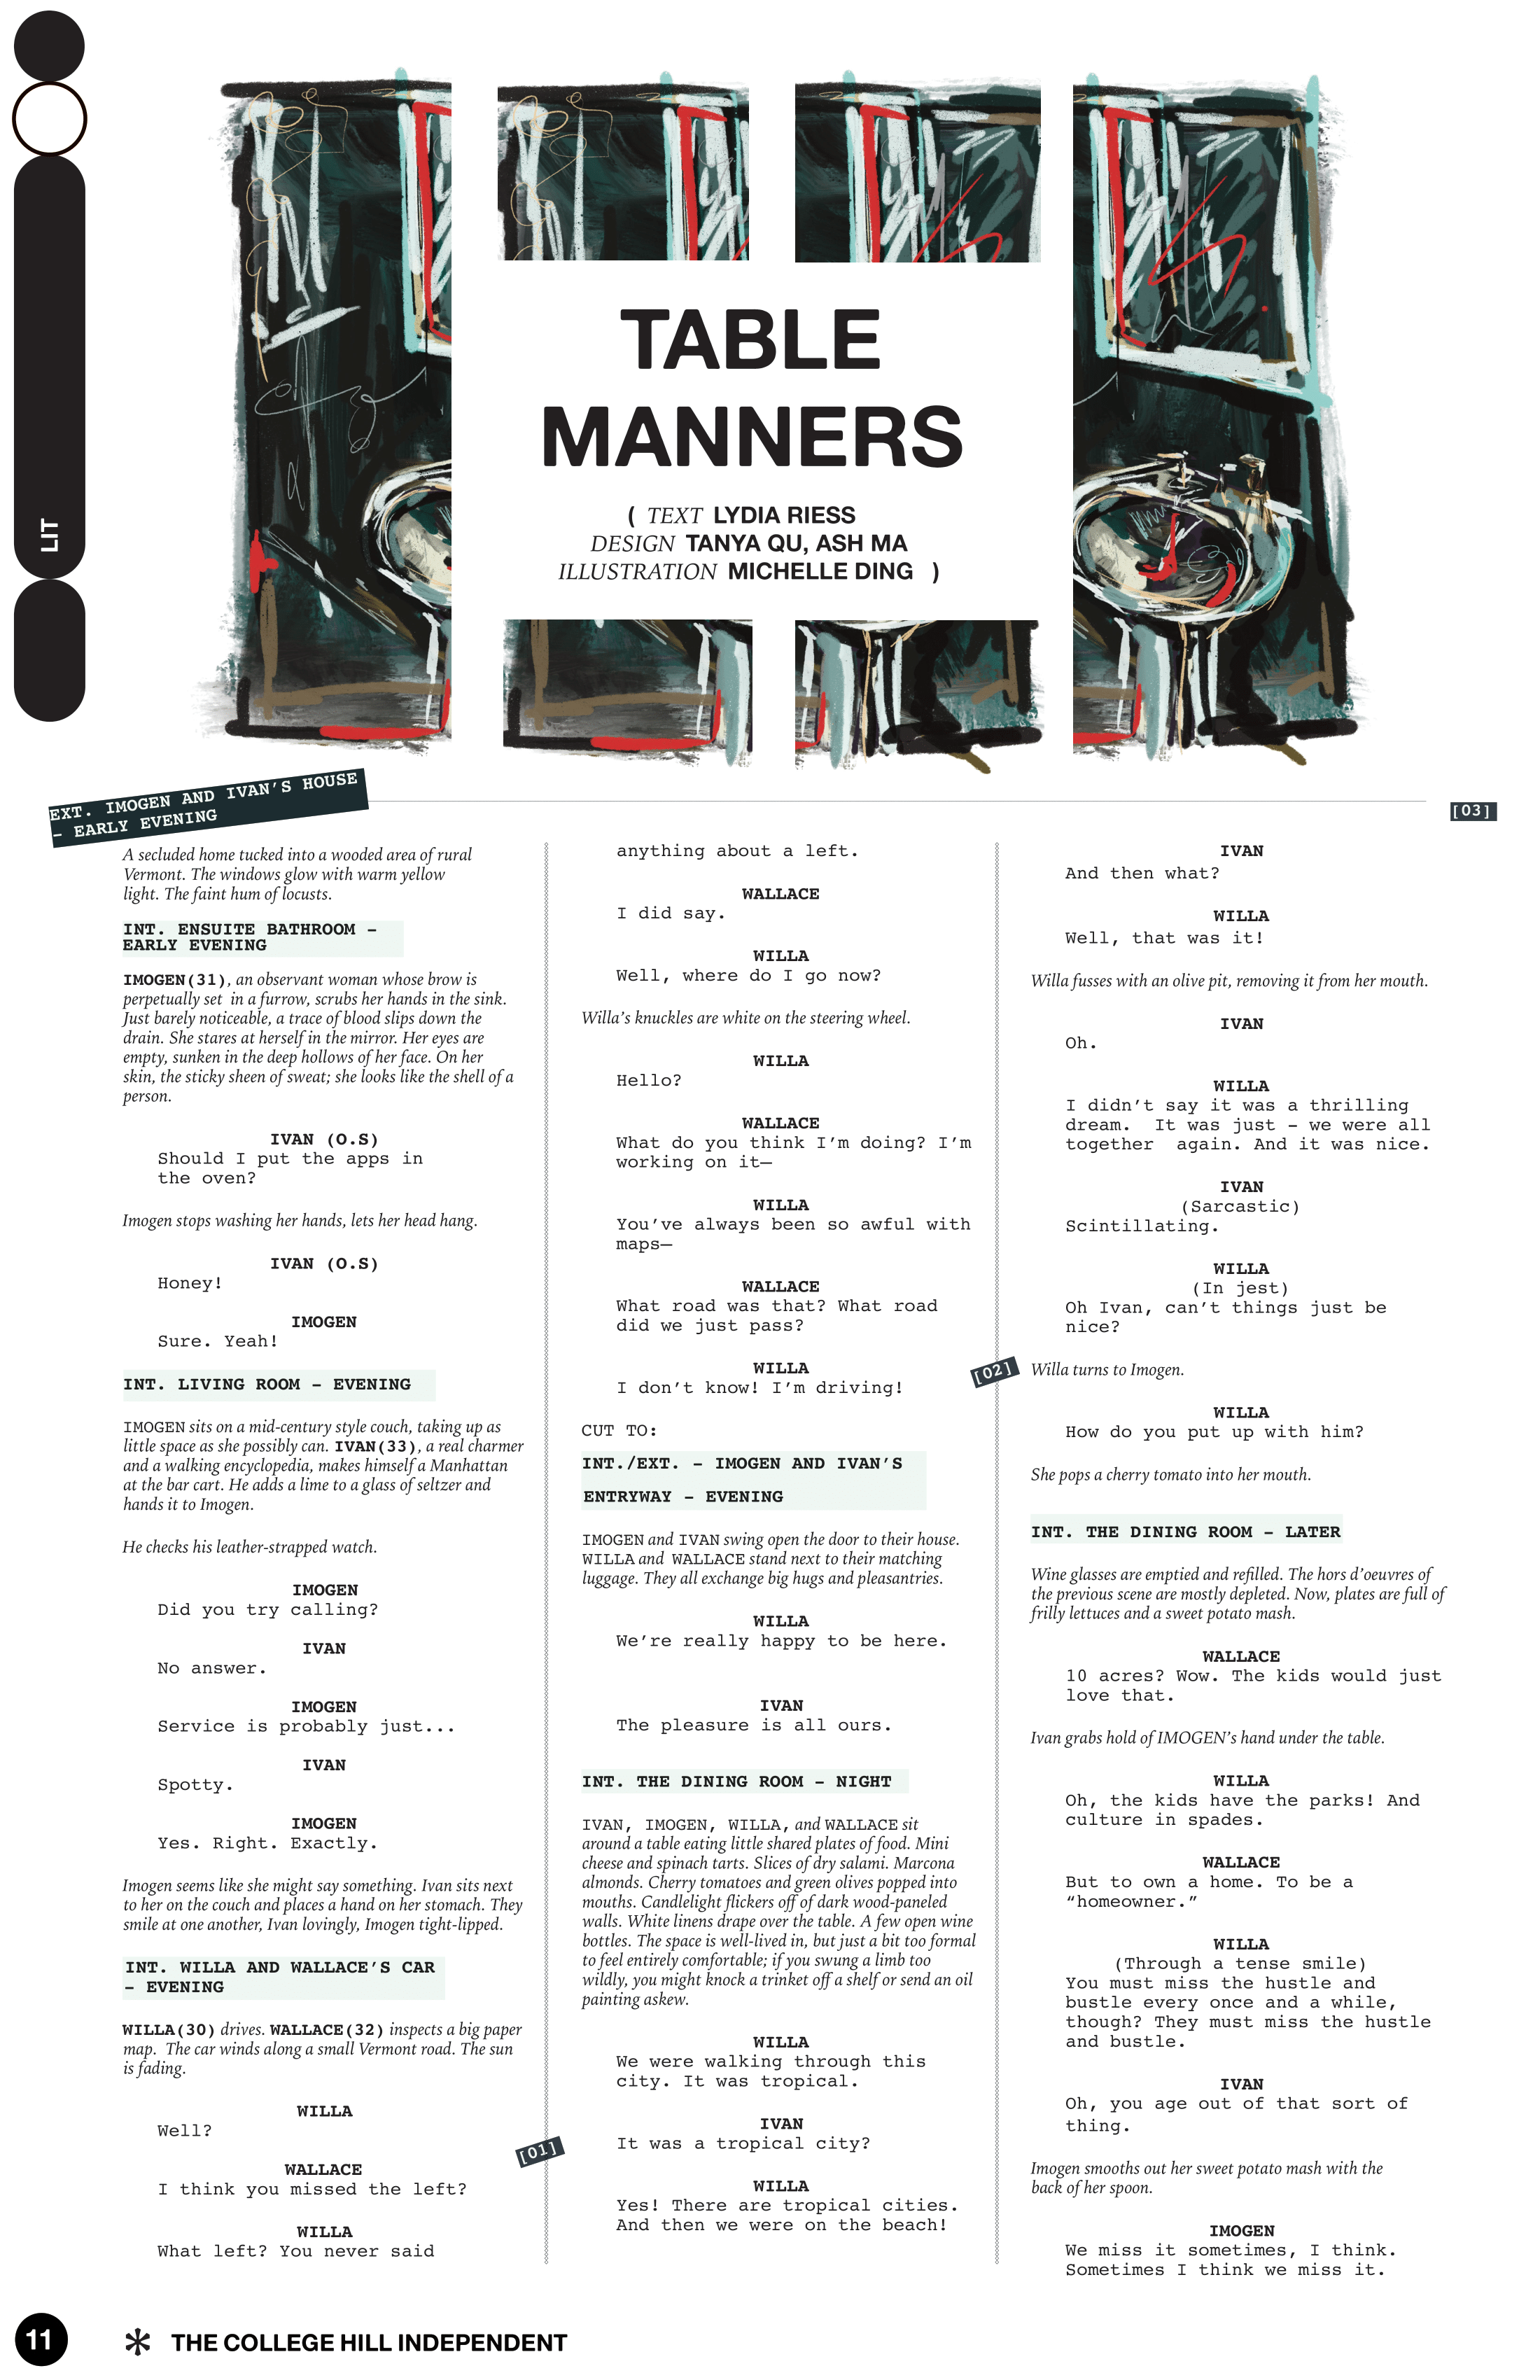 LIT
TABLE
MANNERS
( TEXT LYDIA RIESS
DESIGN TANYA QU, ASH MA
ILLUSTRATION MICHELLE DING )
EXT. IMOGEN AND IVAN’S HOUSE
– EARLY EVENING
[03]
A secluded home tucked into a wooded area of rural
Vermont. The windows glow with warm yellow
light. The faint hum of locusts.
INT. ENSUITE BATHROOM –
EARLY EVENING
IMOGEN(31), an observant woman whose brow is
perpetually set in a furrow, scrubs her hands in the sink.
Just barely noticeable, a trace of blood slips down the
drain. She stares at herself in the mirror. Her eyes are
empty, sunken in the deep hollows of her face. On her
skin, the sticky sheen of sweat; she looks like the shell of a
person.
IVAN (O.S)
Should I put the apps in
the oven?
Imogen stops washing her hands, lets her head hang.
IVAN (O.S)
Honey!
IMOGEN
Sure. Yeah!
INT. LIVING ROOM – EVENING
IMOGEN sits on a mid-century style couch, taking up as
little space as she possibly can. IVAN(33), a real charmer
and a walking encyclopedia, makes himself a Manhattan
at the bar cart. He adds a lime to a glass of seltzer and
hands it to Imogen.
He checks his leather-strapped watch.
IMOGEN
Did you try calling?
IVAN
No answer.
IMOGEN
Service is probably just...
IVAN
Spotty.
IMOGEN
Yes. Right. Exactly.
Imogen seems like she might say something. Ivan sits next
to her on the couch and places a hand on her stomach. They
smile at one another, Ivan lovingly, Imogen tight-lipped.
INT. WILLA AND WALLACE’S CAR
– EVENING
WILLA(30) drives. WALLACE(32) inspects a big paper
map. The car winds along a small Vermont road. The sun
is fading.
WILLA
Well?
WALLACE
I think you missed the left?
WILLA
What left? You never said
[01]
anything about a left.
WALLACE
I did say.
WILLA
Well, where do I go now?
Willa’s knuckles are white on the steering wheel.
WILLA
Hello?
WALLACE
What do you think I’m doing? I’m
working on it—
WILLA
You’ve always been so awful with
maps—
WALLACE
What road was that? What road
did we just pass?
WILLA
I don’t know! I’m driving!
CUT TO:
INT./EXT. – IMOGEN AND IVAN’S
ENTRYWAY – EVENING
IMOGEN and IVAN swing open the door to their house.
WILLA and WALLACE stand next to their matching
luggage. They all exchange big hugs and pleasantries.
WILLA
We’re really happy to be here.
IVAN
The pleasure is all ours.
INT. THE DINING ROOM – NIGHT
IVAN, IMOGEN, WILLA, and WALLACE sit
around a table eating little shared plates of food. Mini
cheese and spinach tarts. Slices of dry salami. Marcona
almonds. Cherry tomatoes and green olives popped into
mouths. Candlelight flickers off of dark wood-paneled
walls. White linens drape over the table. A few open wine
bottles. The space is well-lived in, but just a bit too formal
to feel entirely comfortable; if you swung a limb too
wildly, you might knock a trinket off a shelf or send an oil
painting askew.
WILLA
We were walking through this
city. It was tropical.
IVAN
It was a tropical city?
WILLA
Yes! There are tropical cities.
And then we were on the beach!
[02]
IVAN
And then what?
WILLA
Well, that was it!
Willa fusses with an olive pit, removing it from her mouth.
IVAN
Oh.
WILLA
I didn’t say it was a thrilling
dream. It was just – we were all
together again. And it was nice.
IVAN
(Sarcastic)
Scintillating.
WILLA
(In jest)
Oh Ivan, can’t things just be
nice?
Willa turns to Imogen.
WILLA
How do you put up with him?
She pops a cherry tomato into her mouth.
INT. THE DINING ROOM – LATER
Wine glasses are emptied and refilled. The hors d’oeuvres of
the previous scene are mostly depleted. Now, plates are full of
frilly lettuces and a sweet potato mash.
WALLACE
10 acres? Wow. The kids would just
love that.
Ivan grabs hold of IMOGEN’s hand under the table.
WILLA
Oh, the kids have the parks! And
culture in spades.
WALLACE
But to own a home. To be a
“homeowner.”
WILLA
(Through a tense smile)
You must miss the hustle and
bustle every once and a while,
though? They must miss the hustle
and bustle.
IVAN
Oh, you age out of that sort of
thing.
Imogen smooths out her sweet potato mash with the
back of her spoon.
IMOGEN
We miss it sometimes, I think.
Sometimes I think we miss it.
11
THE COLLEGE HILL INDEPENDENT